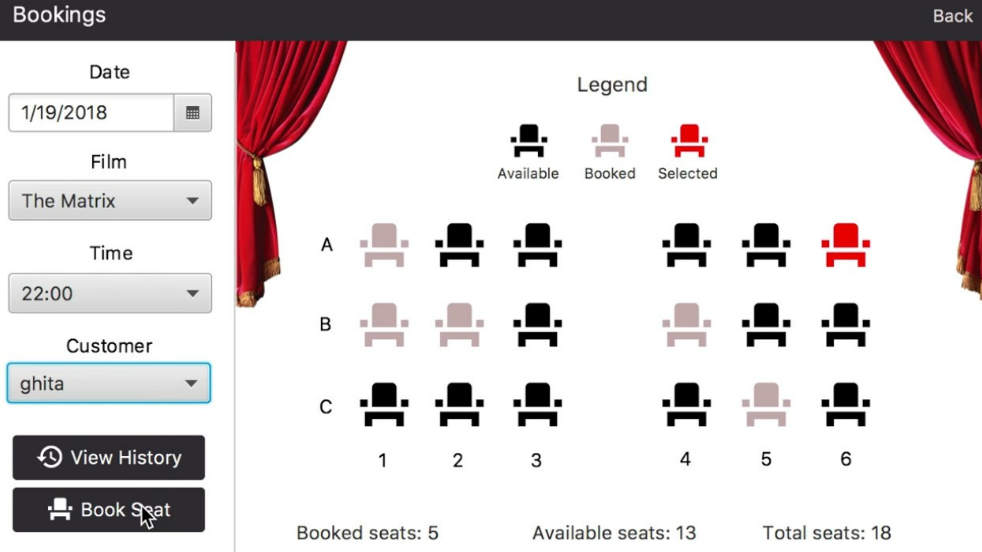 Bookings
Back
Date
1/19/2018
Film
The Matrix
Time
22:00
Customer
ghita
View History
Book Seat
Legend
Available Booked Selected
A
B
C
1 2 3 4 5 6
Booked seats: 5 Available seats: 13 Total seats: 18